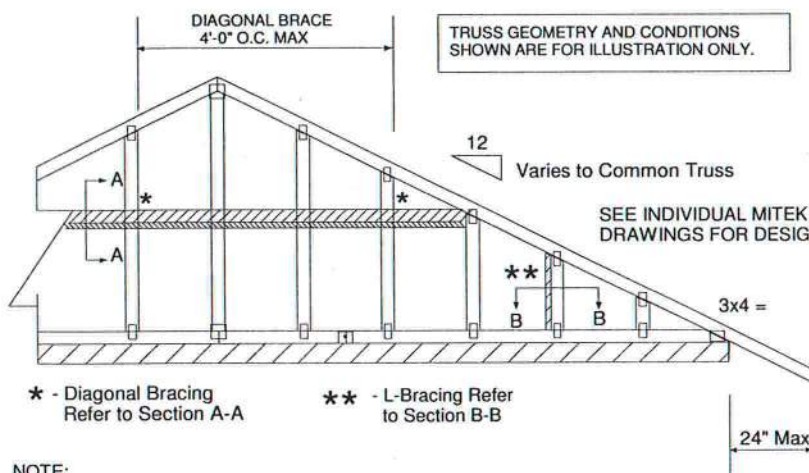 DIAGONAL BRACE
4'-0" O.C. MAX
TRUSS GEOMETRY AND CONDITIONS
SHOWN ARE FOR ILLUSTRATION ONLY.
12
Varies to Common Truss
A
*
*
SEE INDIVIDUAL MITEK
DRAWINGS FOR DESIG
A
**
B
B
3x4 =
* - Diagonal Bracing
Refer to Section A-A
** - L-Bracing Refer
to Section B-B
24" Max
NOTE: